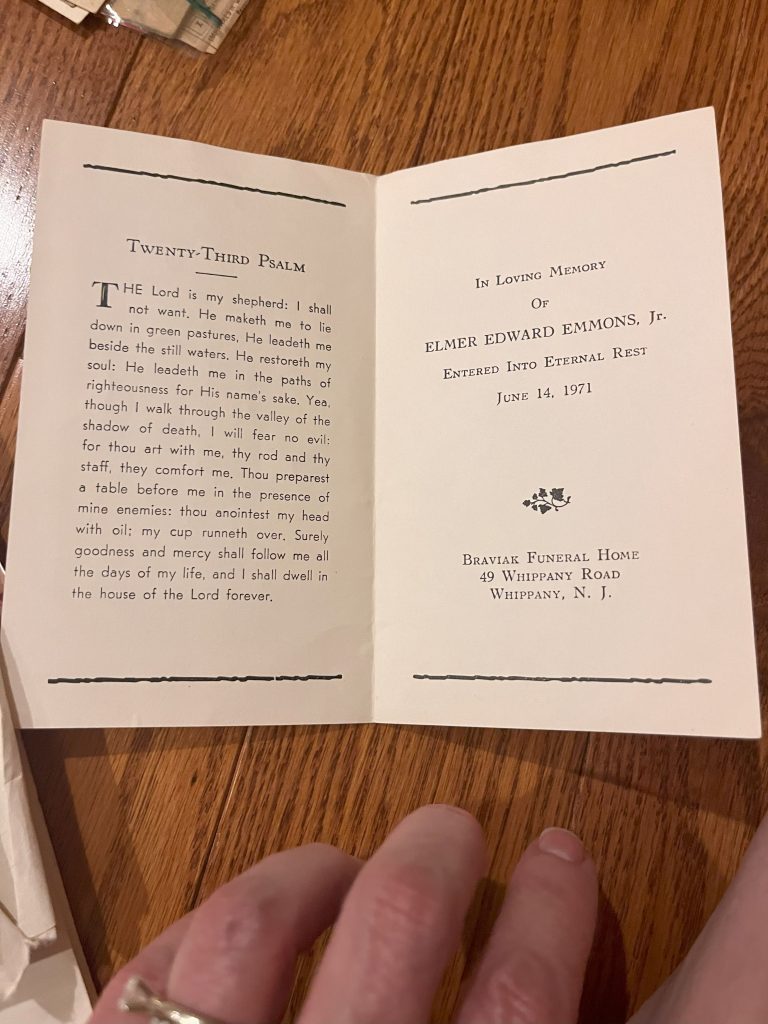 TWENTY-THIRD PSALM
THE Lord is my shepherd: I shall
not want. He maketh me to lie
down in green pastures, He leadeth me
beside the still waters. He restoreth my
soul: He leadeth me in the paths of
righteousness for His name's sake. Yea,
though I walk through the valley of the
shadow of death, I will fear no evil:
for thou art with me, thy rod and thy
staff, they comfort me. Thou preparest
a table before me in the presence of
mine enemies: thou anointest my head
with oil; my cup runneth over. Surely
goodness and mercy shall follow me all
the days of my life, and I shall dwell in
the house of the Lord forever.
IN LOVING MEMORY
OF
ELMER EDWARD EMMONS, Jr.
ENTERED INTO ETERNAL REST
JUNE 14, 1971
BRAVIAK FUNERAL HOME
49 WHIPPANY ROAD
WHIPPANY, N. J.